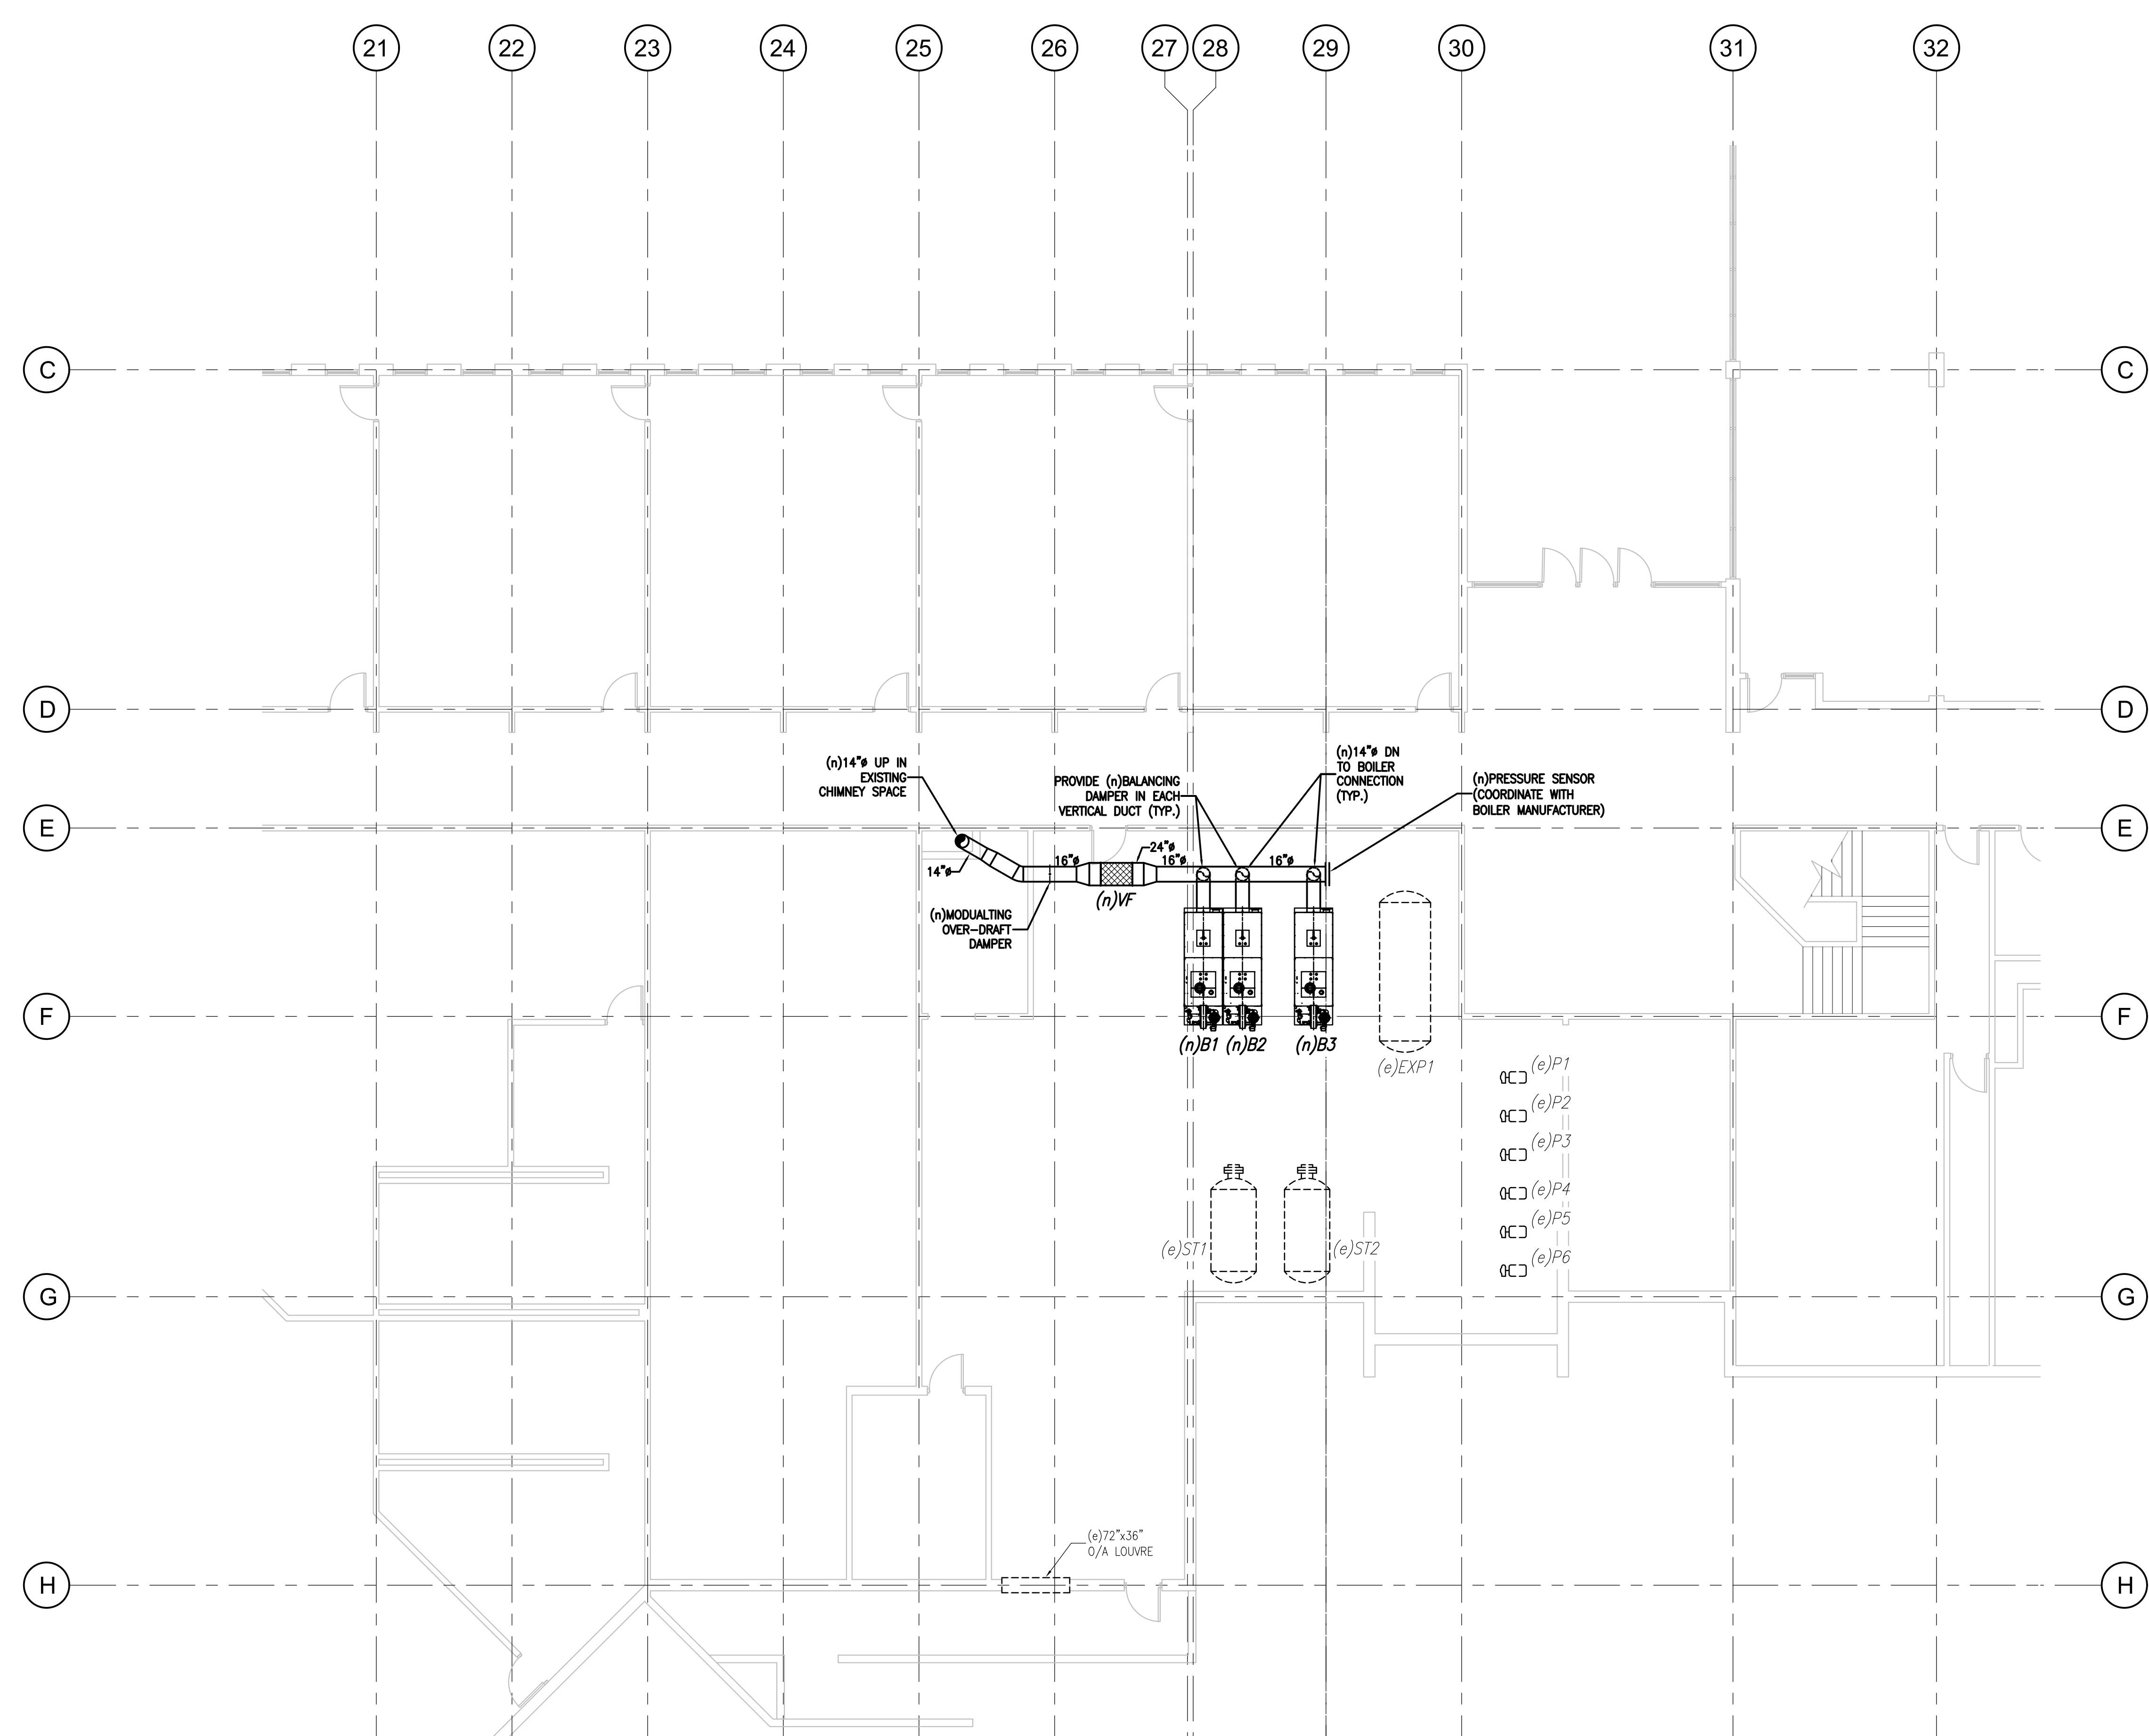 21 22 23 24 25 26 27 28 29 30 31 32
C C
D D
(n)14"ø UP IN
EXISTING
CHIMNEY SPACE
PROVIDE (n)BALANCING
DAMPER IN EACH
VERTICAL DUCT (TYP.)
(n)14"ø DN
TO BOILER
CONNECTION
(TYP.)
(n)PRESSURE SENSOR
(COORDINATE WITH
BOILER MANUFACTURER)
E E
14"ø
16"ø
24"ø
16"ø
16"ø
(n)VF
(n)MODUALTING
OVER-DRAFT
DAMPER
F F
(n)B1 (n)B2 (n)B3
(e)EXP1
(e)P1
(e)P2
(e)P3
(e)P4
(e)P5
(e)P6
(e)ST1
(e)ST2
G G
(e)72"x36"
O/A LOUVRE
H H